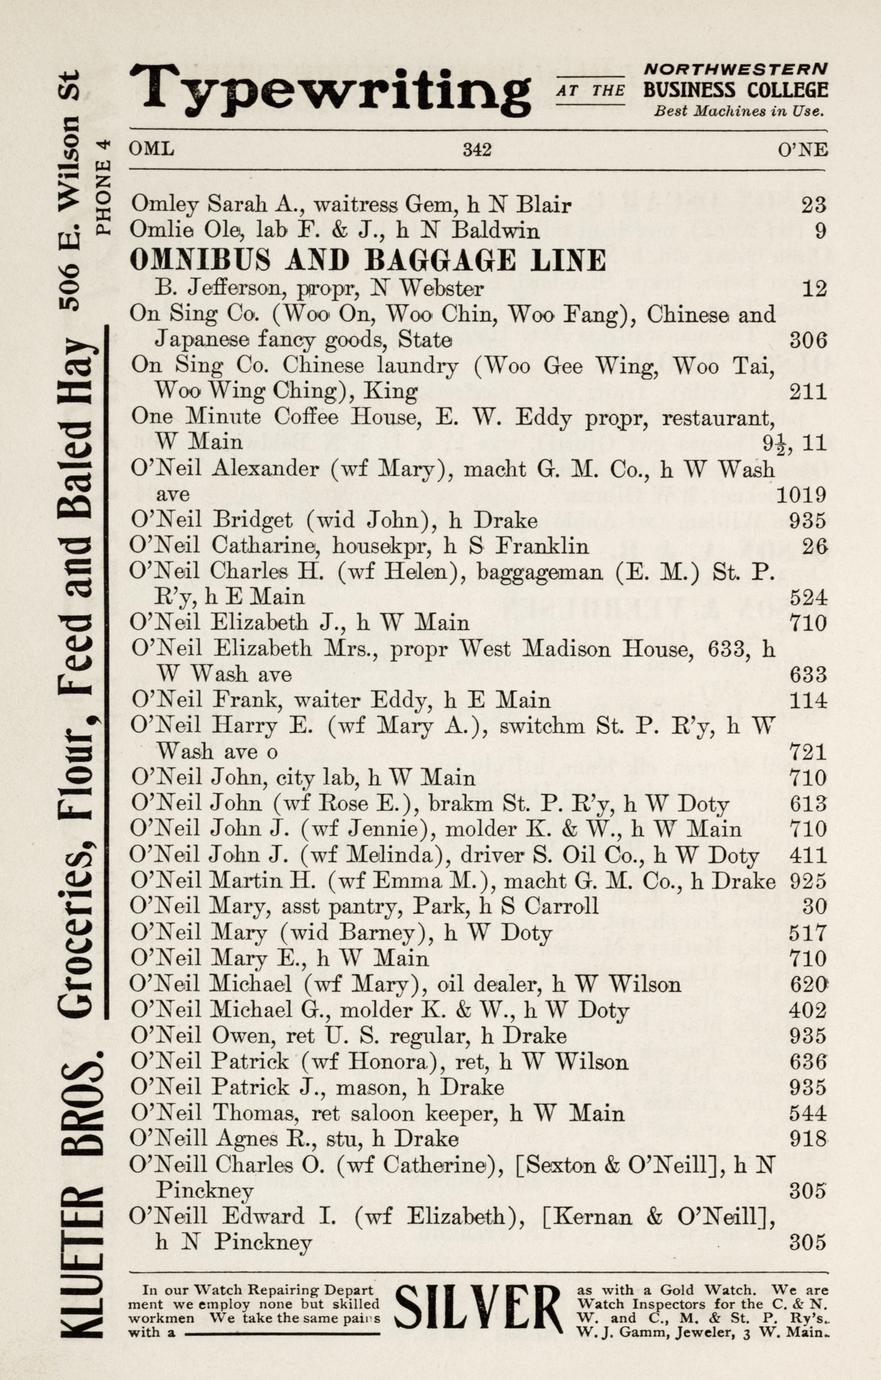 Typewriting AT THE NORTHWESTERN BUSINESS COLLEGE Best Machines in Use.
OML 342 O'NE
Omley Sarah A., waitress Gem, h N Blair 23
Omlie Ole, lab F. & J., h N Baldwin 9
OMNIBUS AND BAGGAGE LINE
B. Jefferson, propr, N Webster 12
On Sing Co. (Woo On, Woo Chin, Woo Fang), Chinese and
Japanese fancy goods, State 306
On Sing Co. Chinese laundry (Woo Gee Wing, Woo Tai,
Woo Wing Ching), King 211
One Minute Coffee House, E. W. Eddy propr, restaurant,
W Main 9½, 11
O'Neil Alexander (wf Mary), macht G. M. Co., h W Wash
ave 1019
O'Neil Bridget (wid John), h Drake 935
O'Neil Catharine, housekpr, h S Franklin 26
O'Neil Charles H. (wf Helen), baggageman (E. M.) St. P.
R'y, h E Main 524
O'Neil Elizabeth J., h W Main 710
O'Neil Elizabeth Mrs., propr West Madison House, 633, h
W Wash ave 633
O'Neil Frank, waiter Eddy, h E Main 114
O'Neil Harry E. (wf Mary A.), switchm St. P. R'y, h W
Wash ave o 721
O'Neil John, city lab, h W Main 710
O'Neil John (wf Rose E.), brakm St. P. R'y, h W Doty 613
O'Neil John J. (wf Jennie), molder K. & W., h W Main 710
O'Neil John J. (wf Melinda), driver S. Oil Co., h W Doty 411
O'Neil Martin H. (wf Emma M.), macht G. M. Co., h Drake 925
O'Neil Mary, asst pantry, Park, h S Carroll 30
O'Neil Mary (wid Barney), h W Doty 517
O'Neil Mary E., h W Main 710
O'Neil Michael (wf Mary), oil dealer, h W Wilson 620
O'Neil Michael G., molder K. & W., h W Doty 402
O'Neil Owen, ret U. S. regular, h Drake 935
O'Neil Patrick (wf Honora), ret, h W Wilson 636
O'Neil Patrick J., mason, h Drake 935
O'Neil Thomas, ret saloon keeper, h W Main 544
O'Neill Agnes R., stu, h Drake 918
O'Neill Charles O. (wf Catherine), [Sexton & O'Neill], h N
Pinckney 305
O'Neill Edward I. (wf Elizabeth), [Kernan & O'Neill],
h N Pinckney 305
In our Watch Repairing Depart
ment we employ none but skilled
workmen We take the same pairs
with a
SILVER
as with a Gold Watch. We are
Watch Inspectors for the C. & N.
W. and C., M. & St. P. Ry's.
W. J. Gamm, Jeweler, 3 W. Main.
KLUETER BROS. Groceries, Flour, Feed and Baled Hay 506 E. Wilson St
PHONE 4